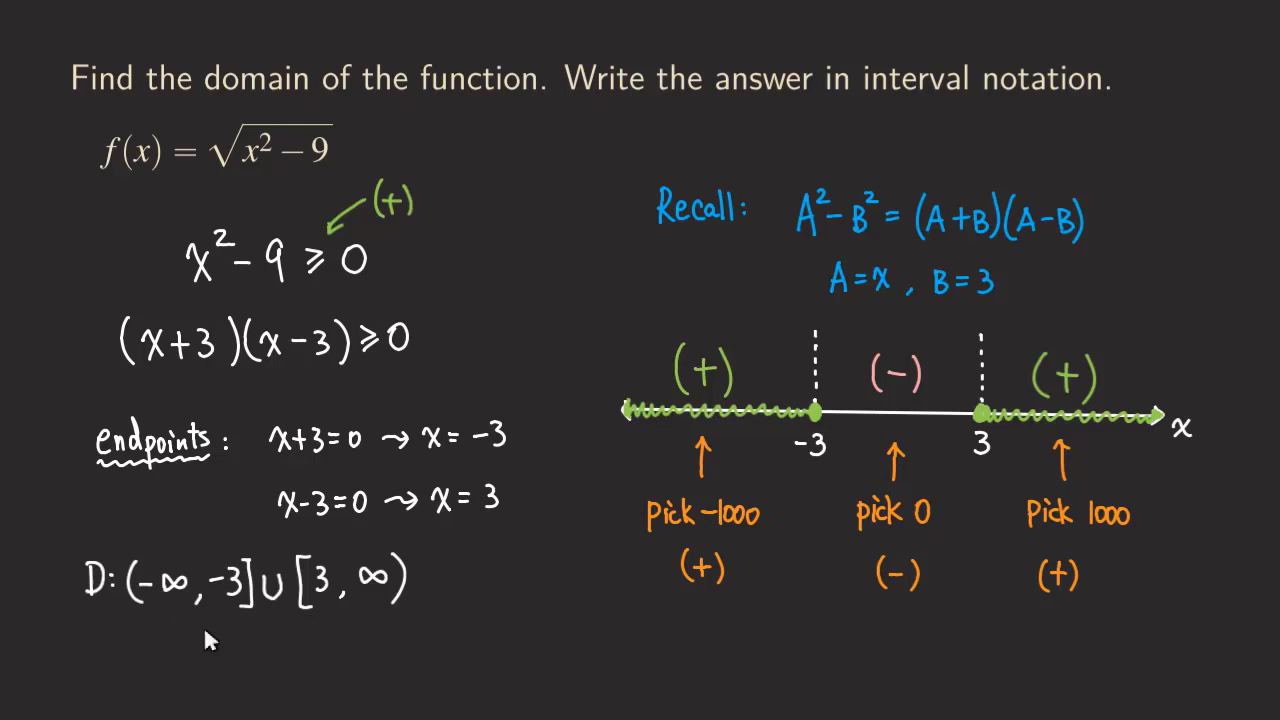 Find the domain of the function. Write the answer in interval notation.
f(x) = √(x² − 9)
(+)
x² − 9 ⩾ 0
(x+3)(x−3) ⩾ 0
endpoints: x+3=0 → x = −3
x−3=0 → x = 3
D: (−∞, −3] ∪ [3, ∞)
Recall: A² − B² = (A+B)(A−B)
A = x , B = 3
(+) (−) (+)
−3 3 x
↑ ↑ ↑
pick −1000 pick 0 pick 1000
(+) (−) (+)